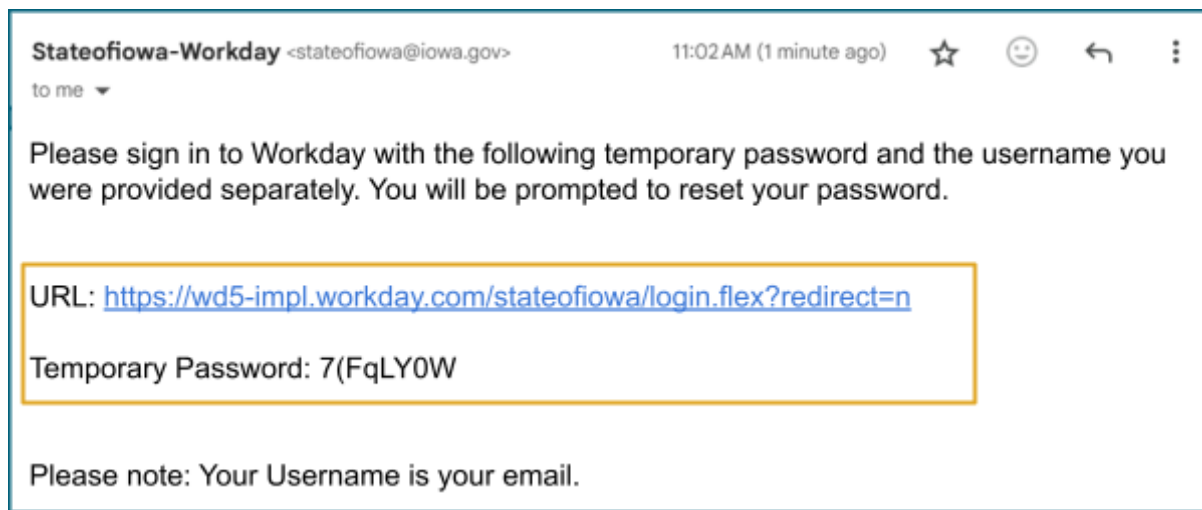 Stateofiowa-Workday <stateofiowa@iowa.gov> 11:02 AM (1 minute ago)
to me
Please sign in to Workday with the following temporary password and the username you
were provided separately. You will be prompted to reset your password.
URL: https://wd5-impl.workday.com/stateofiowa/login.flex?redirect=n
Temporary Password: 7(FqLY0W
Please note: Your Username is your email.